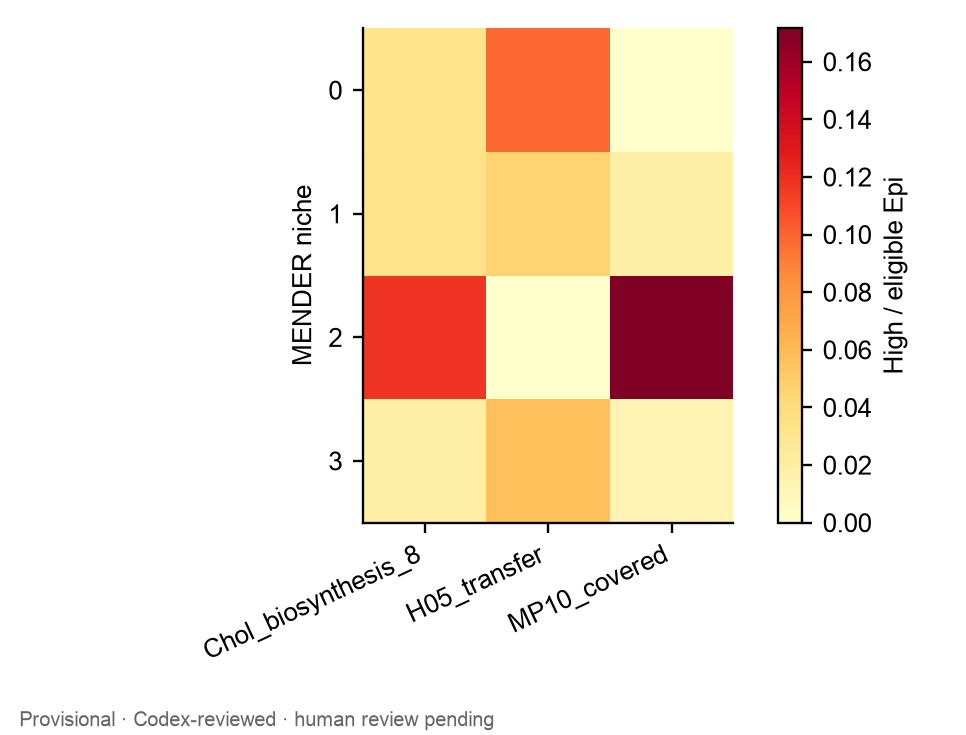 MENDER niche
0
1
2
3
Chol_biosynthesis_8
H05_transfer
MP10_covered
0.16
0.14
0.12
0.10
0.08
0.06
0.04
0.02
0.00
High / eligible Epi
Provisional · Codex-reviewed · human review pending